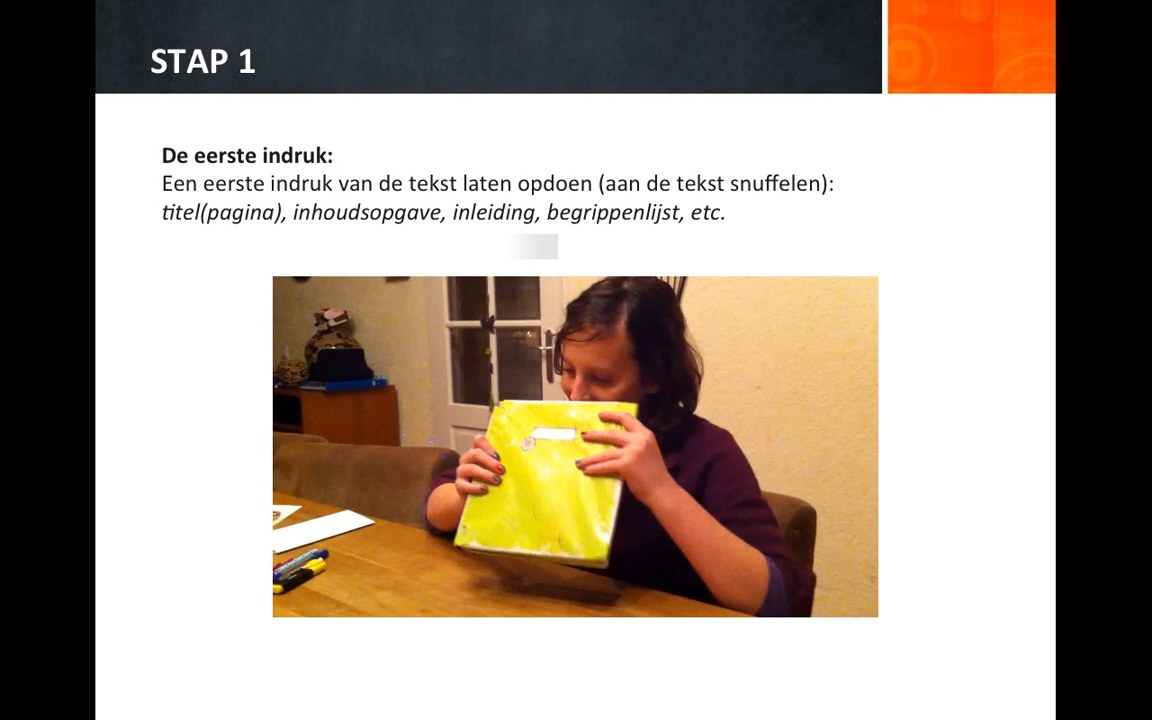 STAP 1
De eerste indruk:
Een eerste indruk van de tekst laten opdoen (aan de tekst snuffelen):
titel(pagina), inhoudsopgave, inleiding, begrippenlijst, etc.